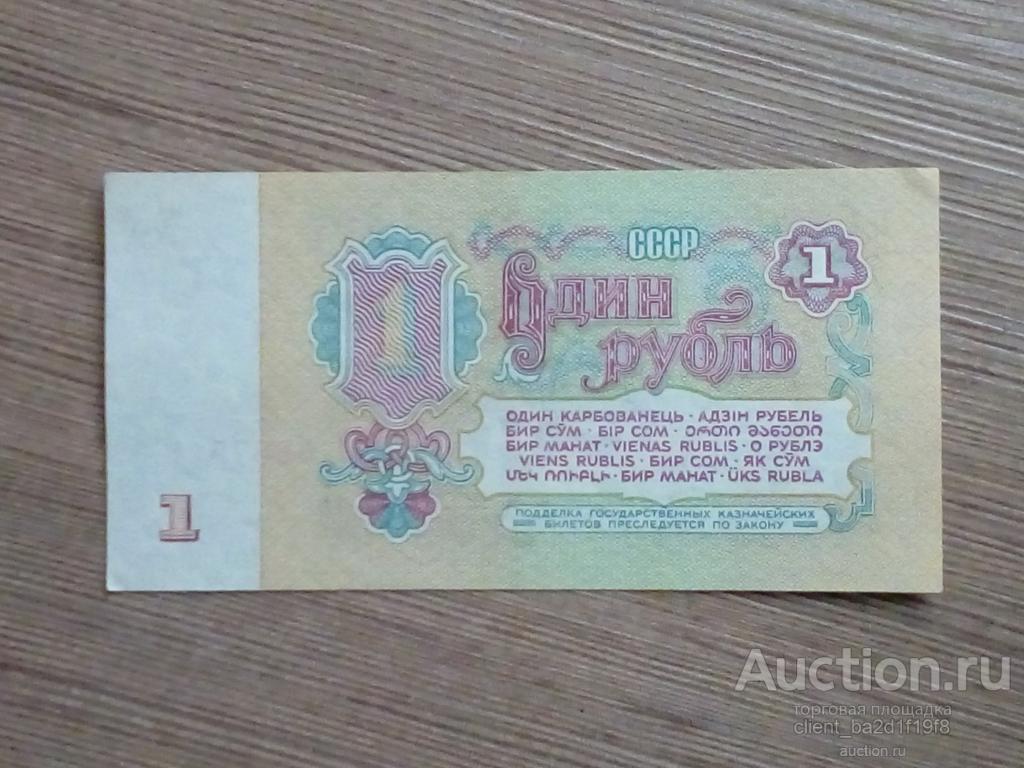 СССР
1
1
Один
рубль
ОДИН КАРБОВАНЕЦЬ · АДЗІН РУБЕЛЬ
БИР СЎМ · БІР СОМ · ᲔᲠᲗᲘ ᲛᲐᲜᲔᲗᲘ
БИР МАНАТ · VIENAS RUBLIS · О РУБЛЭ
VIENS RUBLIS · БИР СОМ · ЯК СӮМ
ՄԵԿ ՌՈՒԲԼԻ · БИР МАНАТ · ÜKS RUBLA
ПОДДЕЛКА ГОСУДАРСТВЕННЫХ КАЗНАЧЕЙСКИХ
БИЛЕТОВ ПРЕСЛЕДУЕТСЯ ПО ЗАКОНУ
1
Auction.ru
торговая площадка
client_ba2d1f19f8
auction.ru